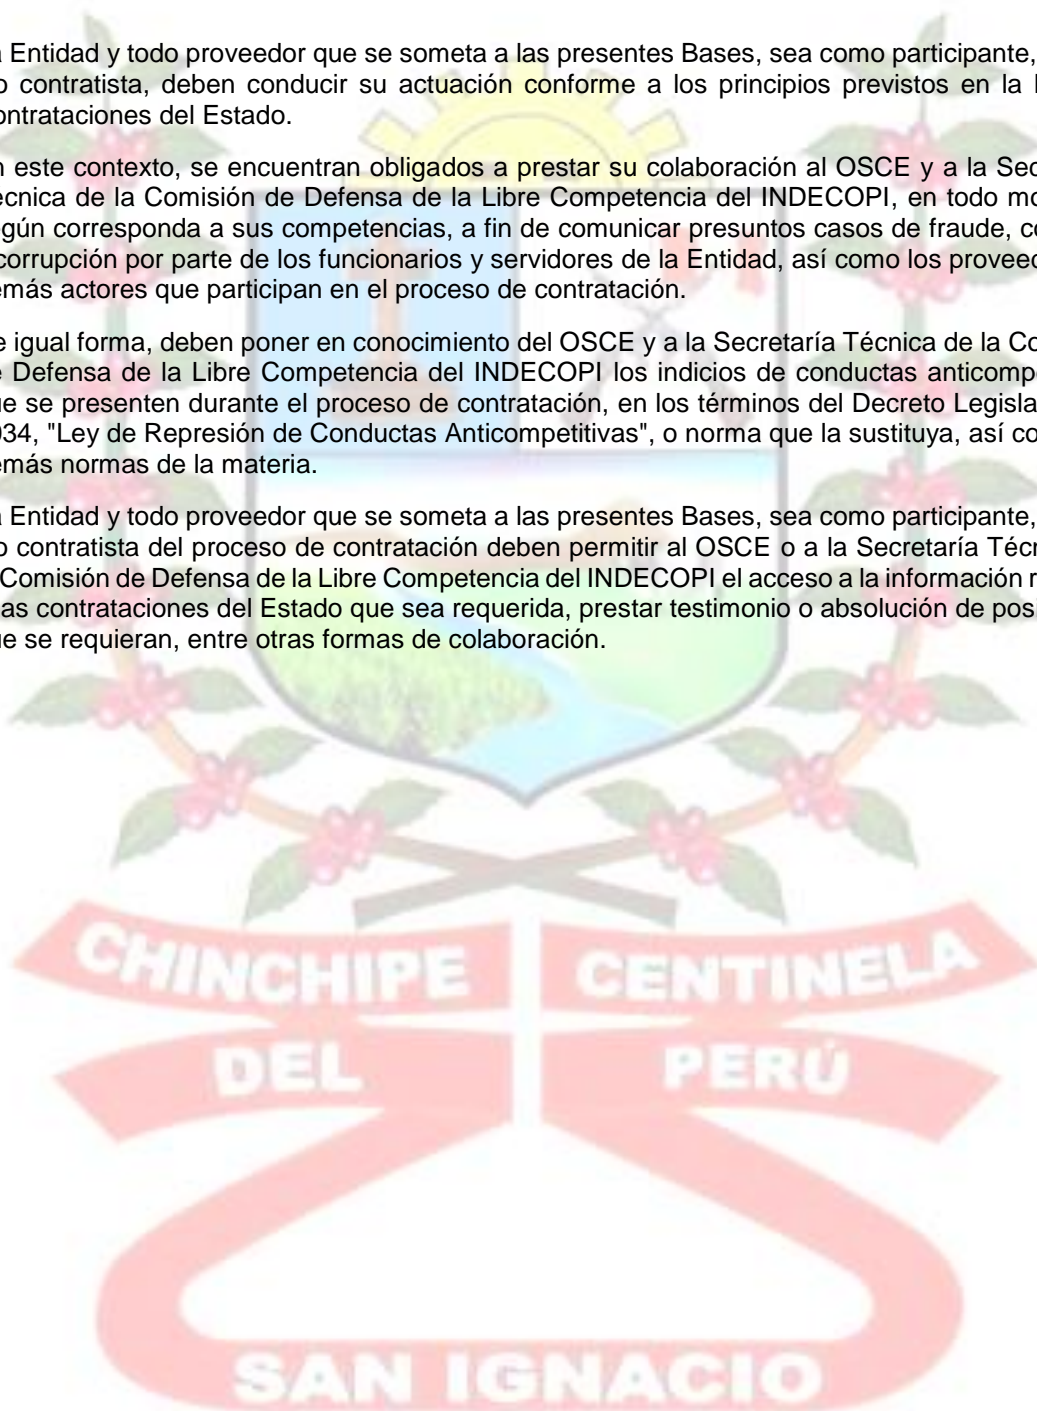 Entidad y todo proveedor que se someta a las presentes Bases, sea como participante,
o contratista, deben conducir su actuación conforme a los principios previstos en la
ontrataciones del Estado.
n este contexto, se encuentran obligados a prestar su colaboración al OSCE y a la Sec
écnica de la Comisión de Defensa de la Libre Competencia del INDECOPI, en todo mo
egún corresponda a sus competencias, a fin de comunicar presuntos casos de fraude, co
corrupción por parte de los funcionarios y servidores de la Entidad, así como los proveed
emás actores que participan en el proceso de contratación.
e igual forma, deben poner en conocimiento del OSCE y a la Secretaría Técnica de la Co
e Defensa de la Libre Competencia del INDECOPI los indicios de conductas anticompe
ue se presenten durante el proceso de contratación, en los términos del Decreto Legisla
034, "Ley de Represión de Conductas Anticompetitivas", o norma que la sustituya, así co
emás normas de la materia.
a Entidad y todo proveedor que se someta a las presentes Bases, sea como participante,
o contratista del proceso de contratación deben permitir al OSCE o a la Secretaría Técn
Comisión de Defensa de la Libre Competencia del INDECOPI el acceso a la información r
as contrataciones del Estado que sea requerida, prestar testimonio o absolución de posi
ue se requieran, entre otras formas de colaboración.
CHINCHIPE CENTINELA
DEL PERÚ
SAN IGNACIO